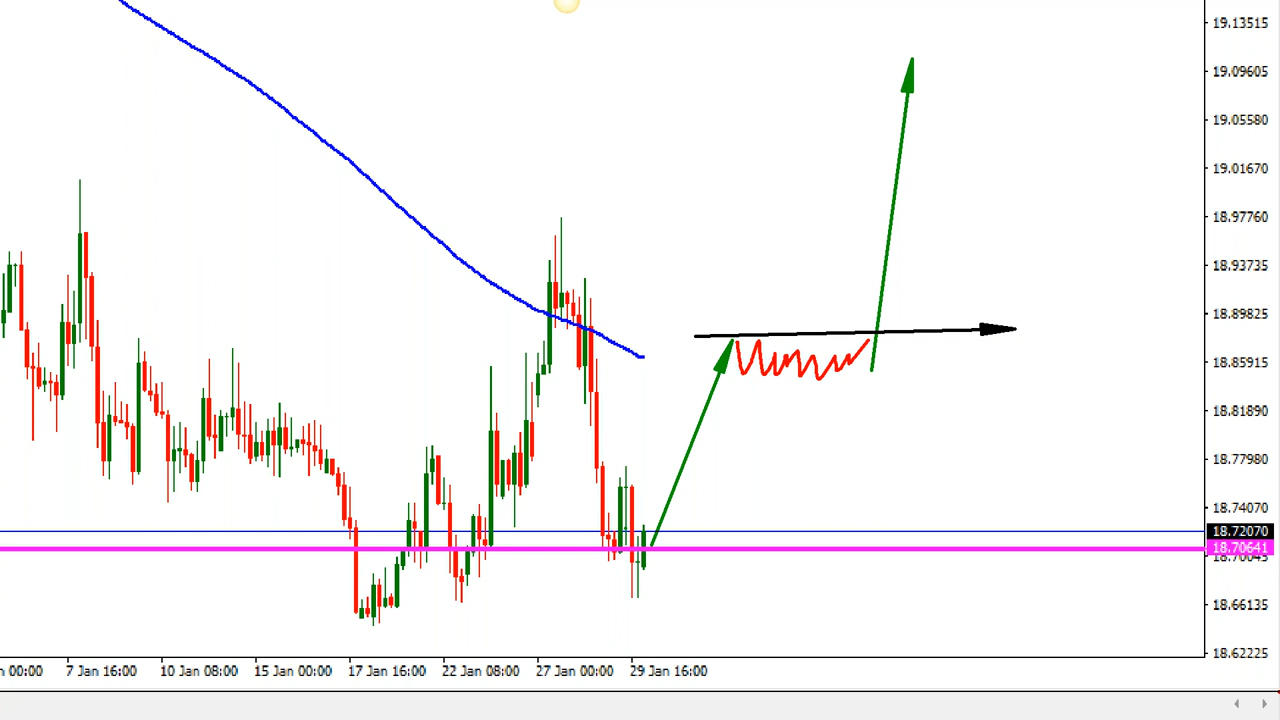 19.13515
19.09605
19.05580
19.01670
18.97760
18.93735
18.89825
18.85915
18.81890
18.77980
18.74070
18.72070
18.70641
18.66135
18.62225
00:00
7 Jan 16:00
10 Jan 08:00
15 Jan 00:00
17 Jan 16:00
22 Jan 08:00
27 Jan 00:00
29 Jan 16:00